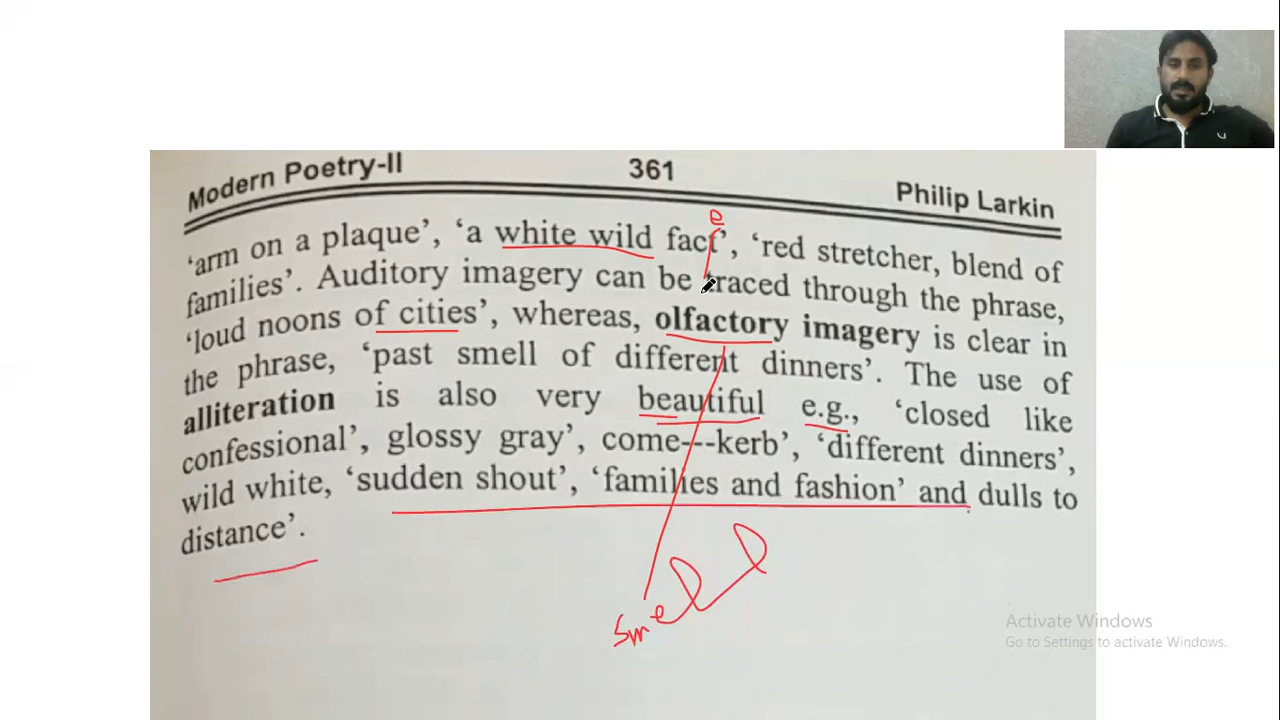 Modern Poetry-II 361 Philip Larkin
e
'arm on a plaque', 'a white wild fact', 'red stretcher, blend of
families'. Auditory imagery can be traced through the phrase,
'loud noons of cities', whereas, olfactory imagery is clear in
the phrase, 'past smell of different dinners'. The use of
alliteration is also very beautiful e.g., 'closed like
confessional', glossy gray', come---kerb', 'different dinners',
wild white, 'sudden shout', 'families and fashion' and dulls to
distance'.
Smell
Activate Windows
Go to Settings to activate Windows.